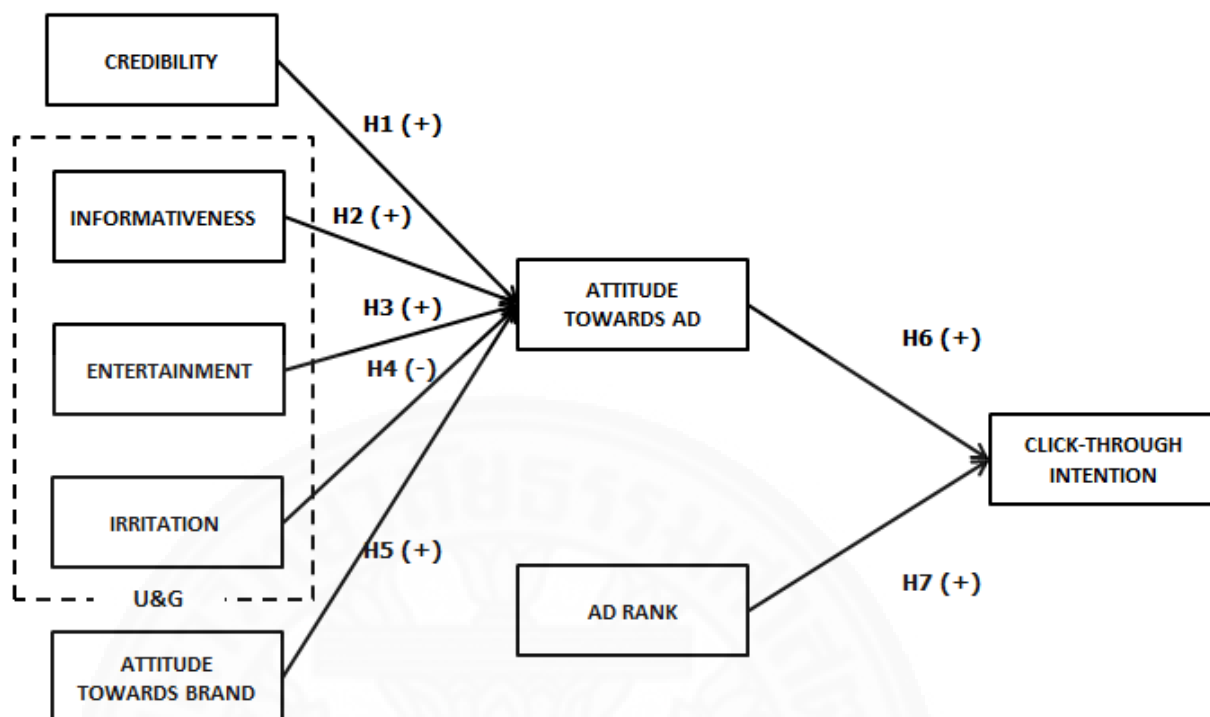 CREDIBILITY
H1 (+)
INFORMATIVENESS
H2 (+)
ENTERTAINMENT
H3 (+)
H4 (-)
IRRITATION
U&G
H5 (+)
ATTITUDE
TOWARDS BRAND
ATTITUDE
TOWARDS AD
H6 (+)
AD RANK
H7 (+)
CLICK-THROUGH
INTENTION